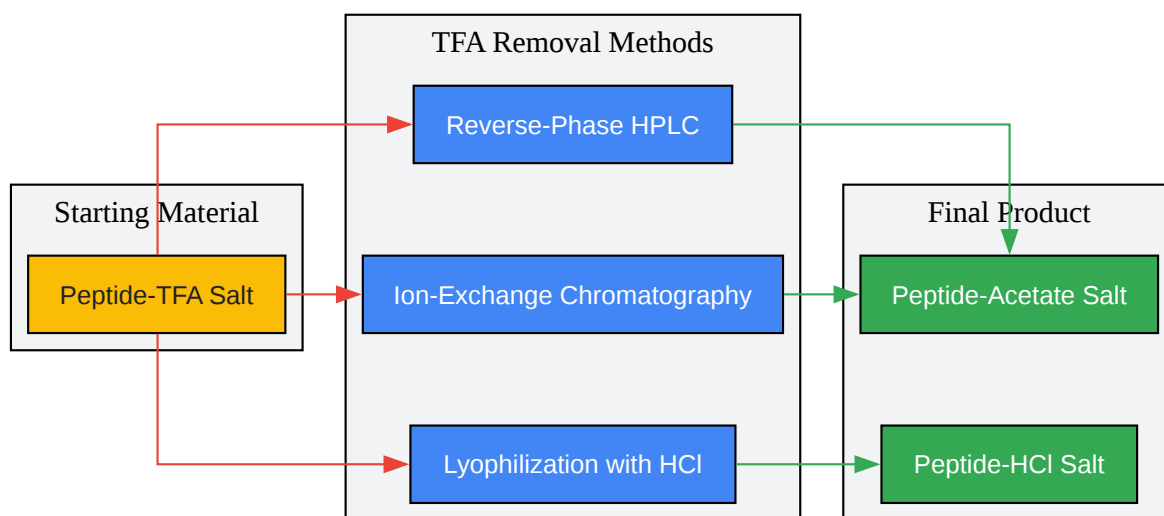 TFA Removal Methods
Reverse-Phase HPLC
Starting Material
Final Product
Peptide-TFA Salt
Ion-Exchange Chromatography
Peptide-Acetate Salt
Lyophilization with HCl
Peptide-HCl Salt